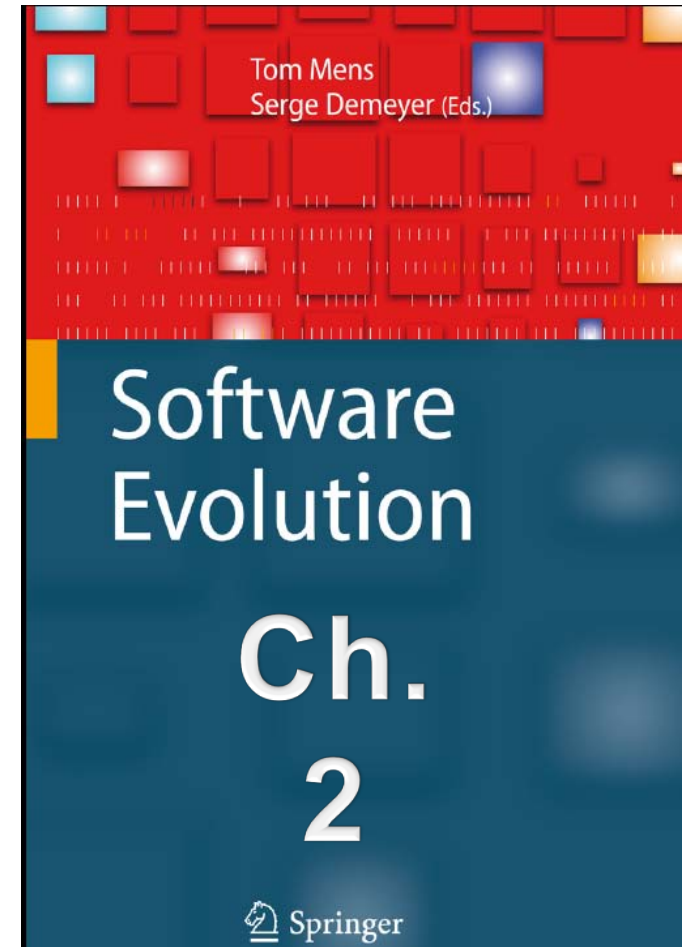 Tom Mens
Serge Demeyer (Eds.)
Software
Evolution
Ch.
2
Springer